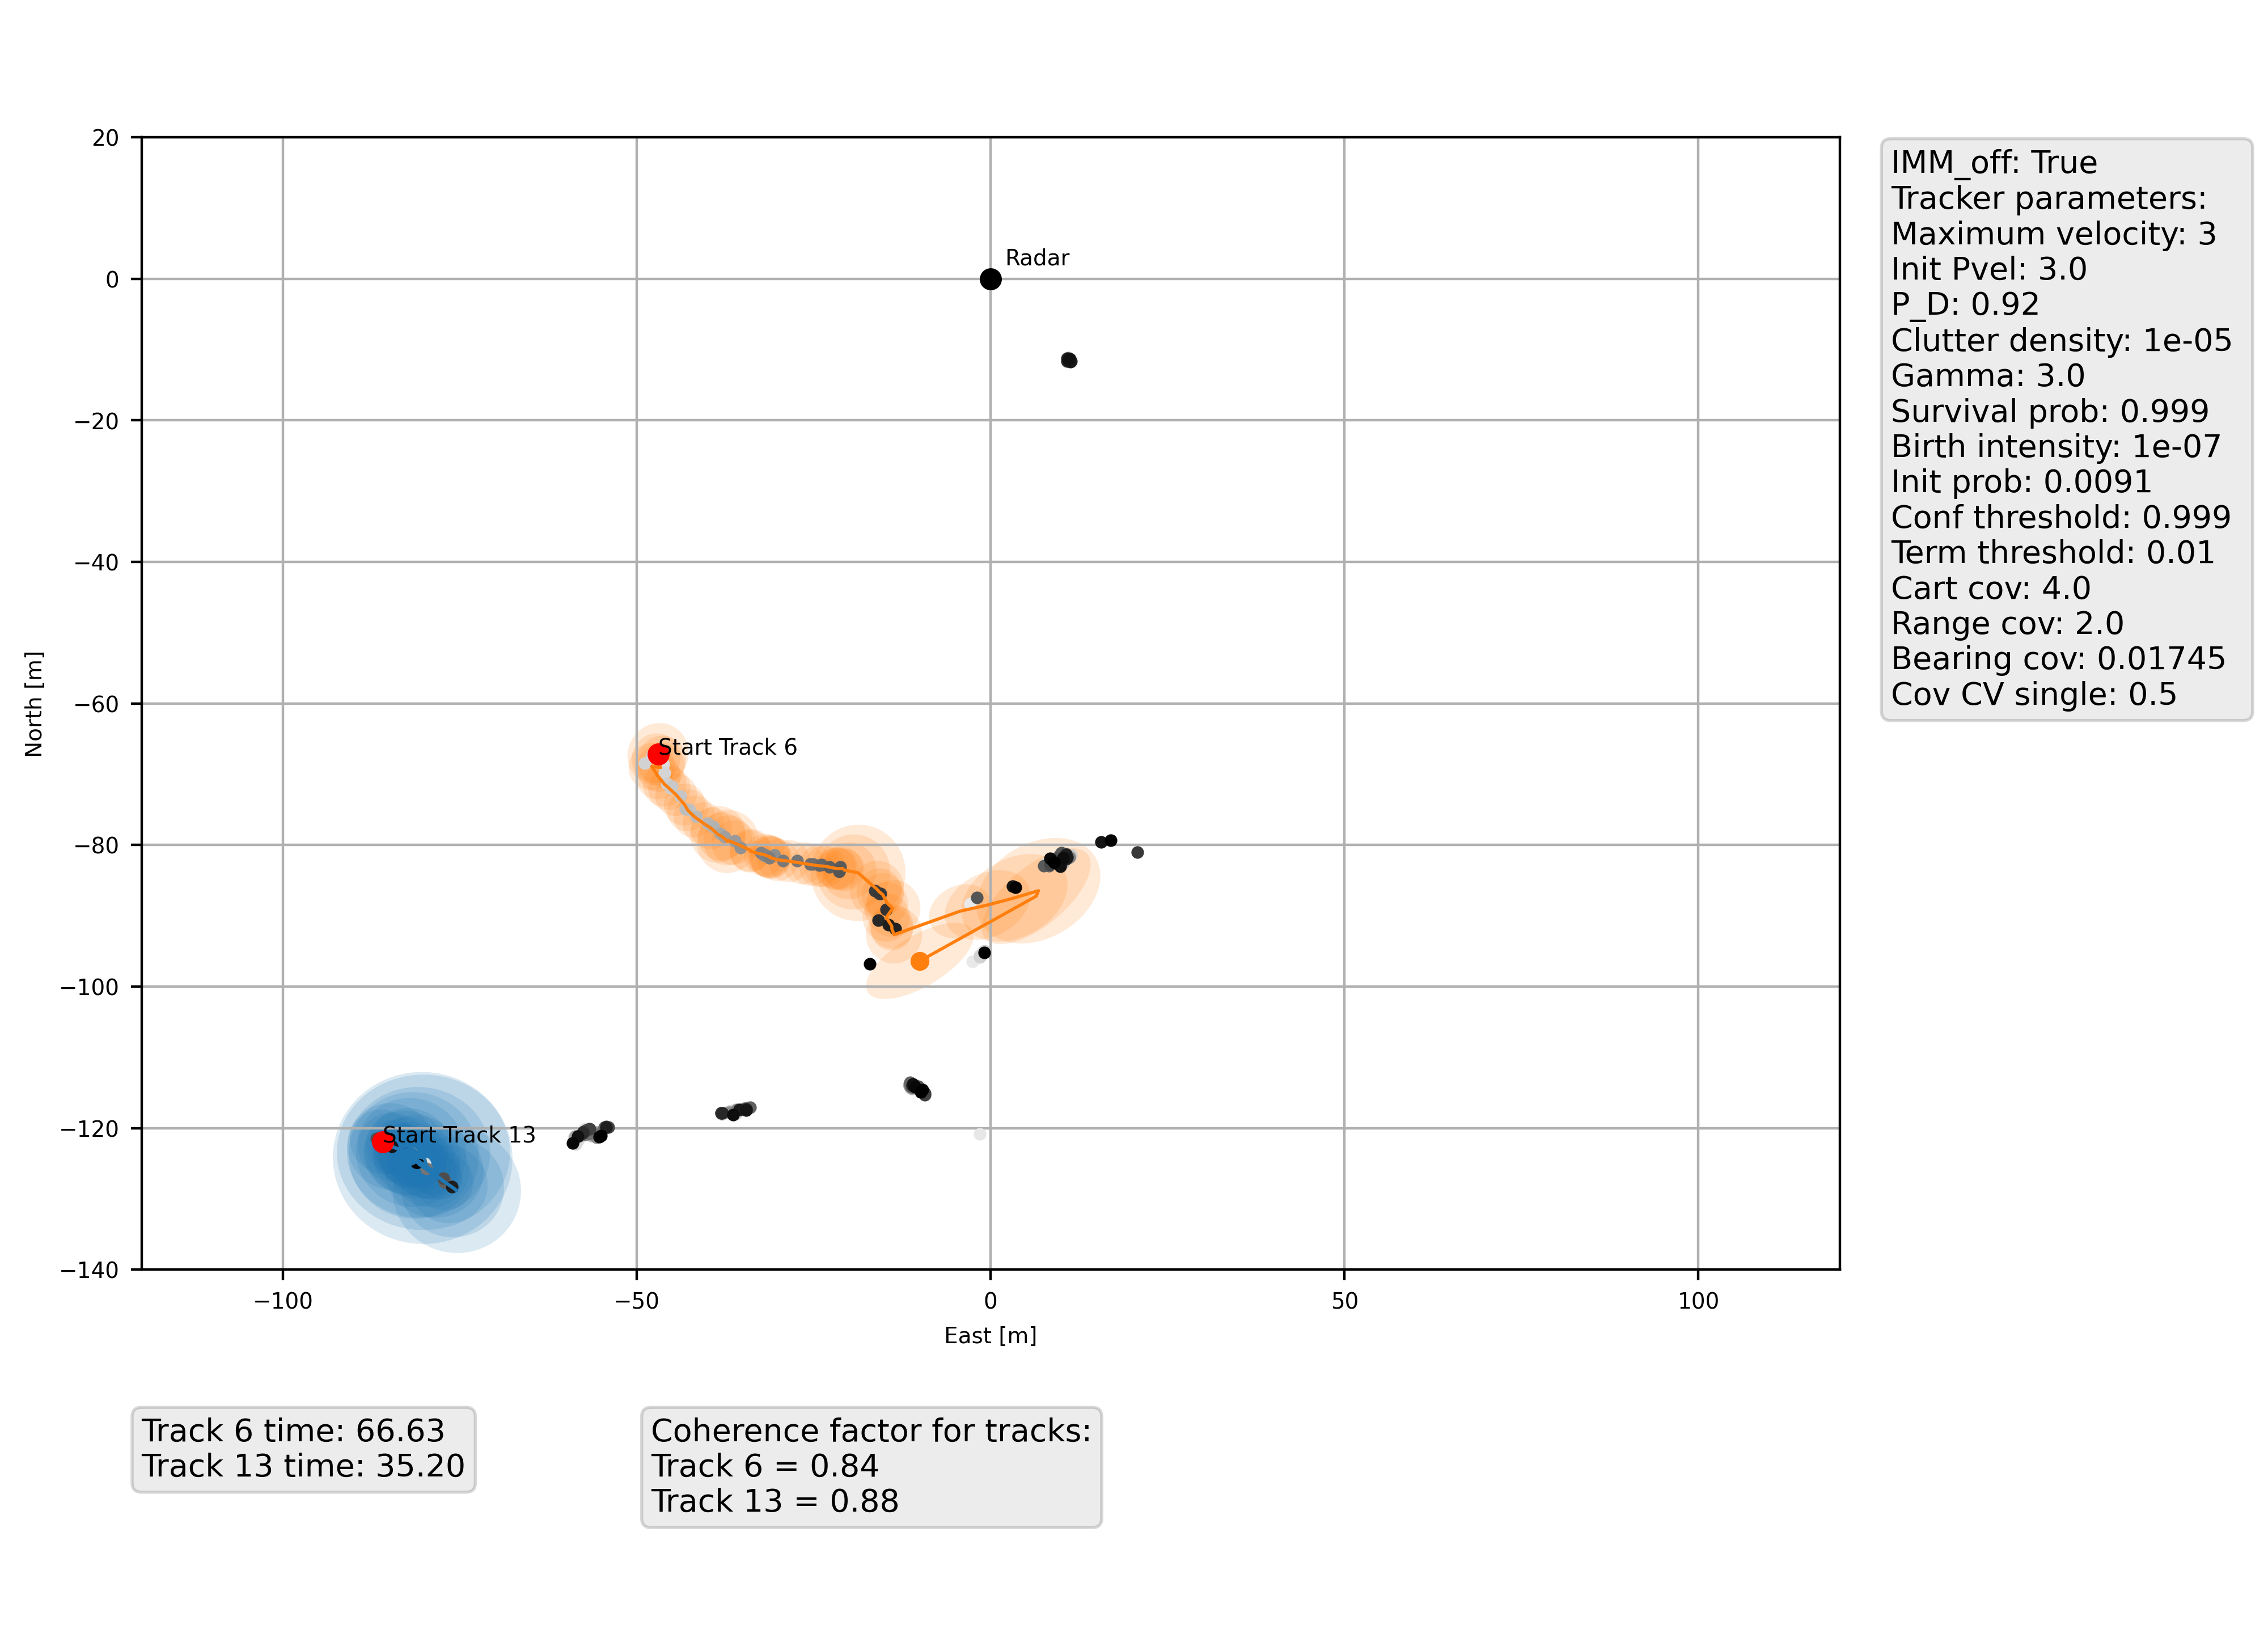 20
0
−20
−40
−60
−80
−100
−120
−140
−100
−50
0
50
100
North [m]
East [m]
Radar
Start Track 6
Start Track 13
IMM_off: True
Tracker parameters:
Maximum velocity: 3
Init Pvel: 3.0
P_D: 0.92
Clutter density: 1e-05
Gamma: 3.0
Survival prob: 0.999
Birth intensity: 1e-07
Init prob: 0.0091
Conf threshold: 0.999
Term threshold: 0.01
Cart cov: 4.0
Range cov: 2.0
Bearing cov: 0.01745
Cov CV single: 0.5
Track 6 time: 66.63
Track 13 time: 35.20
Coherence factor for tracks:
Track 6 = 0.84
Track 13 = 0.88